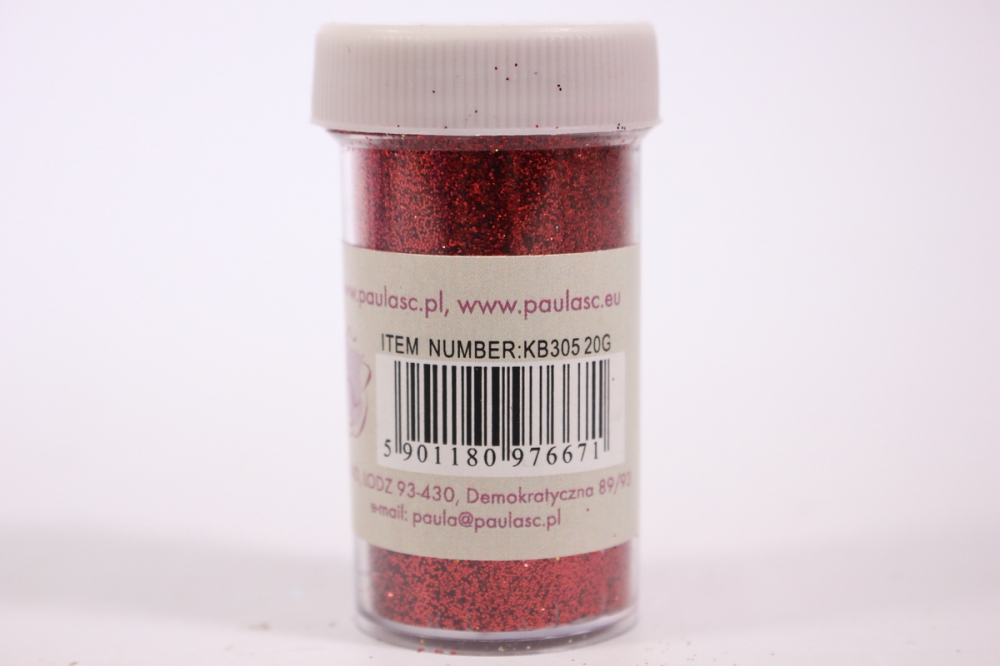 w.paulasc.pl, www.paulasc.eu
ITEM NUMBER:KB305 20G
5 901180 976671
LODZ 93-430, Demokratyczna 89/93
e-mail: paula@paulasc.pl